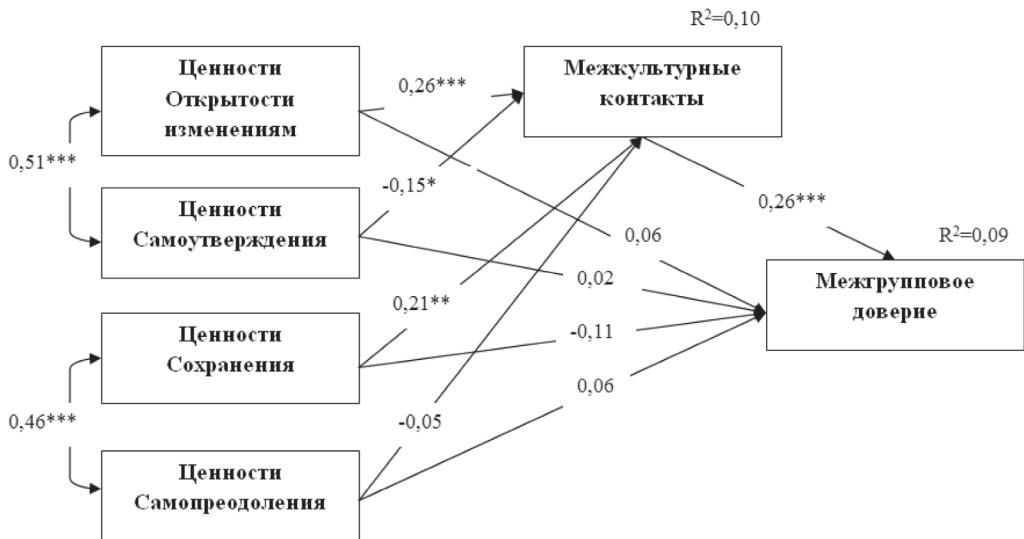 R²=0,10
Ценности
Открытости
изменениям
0,26***
Межкультурные
контакты
0,51***
-0,15*
0,26***
Ценности
Самоутверждения
0,06
R²=0,09
0,02
Межгрупповое
доверие
Ценности
Сохранения
0,21**
-0,11
0,06
0,46***
-0,05
Ценности
Самопреодоления